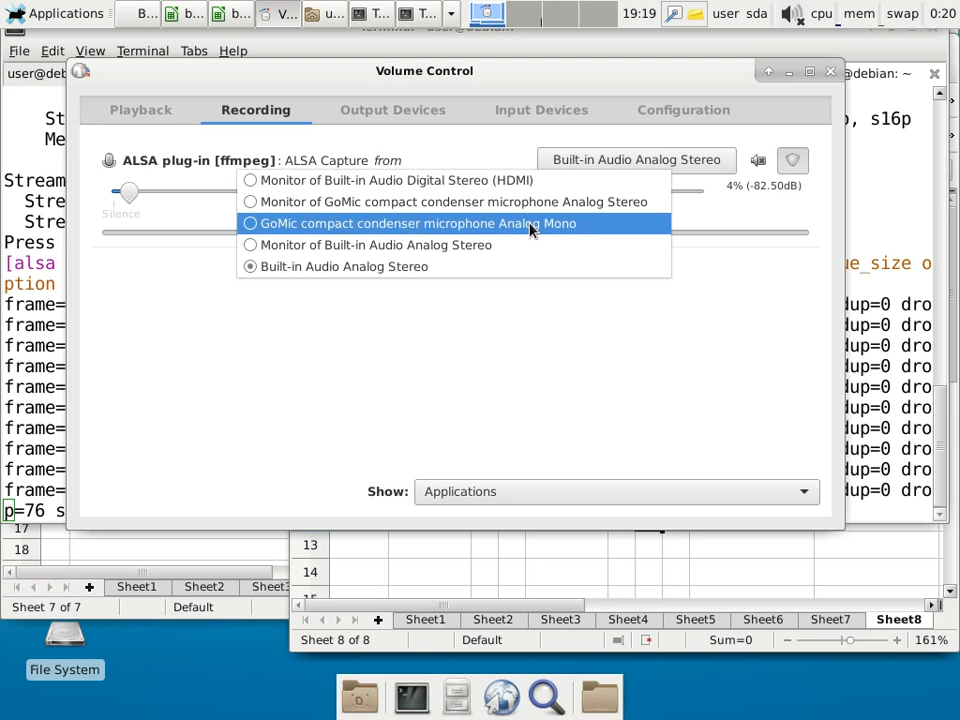 Applications B... b... b... V... u... T... T... 19:19 user sda cpu mem swap 0:20
Terminal - user@debian: ~
File Edit View Terminal Tabs Help
user@deb @debian: ~
Volume Control
Playback Recording Output Devices Input Devices Configuration
St p, s16p
Me
ALSA plug-in [ffmpeg]: ALSA Capture from Built-in Audio Analog Stereo
Monitor of Built-in Audio Digital Stereo (HDMI)
4% (-82.50dB)
Monitor of GoMic compact condenser microphone Analog Stereo
Silence
GoMic compact condenser microphone Analog Mono
Monitor of Built-in Audio Analog Stereo
Built-in Audio Analog Stereo
Stream
Stre
Stre
Press
[alsa ue_size o
ption
frame= dup=0 dro
frame= dup=0 dro
frame= dup=0 dro
frame= dup=0 dro
frame= dup=0 dro
frame= dup=0 dro
frame= dup=0 dro
frame= dup=0 dro
frame= dup=0 dro
frame= dup=0 dro
p=76 s
Show: Applications
17
18
Sheet1 Sheet2 Sheet3
Sheet 7 of 7 Default
13
14
Sheet1 Sheet2 Sheet3 Sheet4 Sheet5 Sheet6 Sheet7 Sheet8
Sheet 8 of 8 Default Sum=0 161%
File System